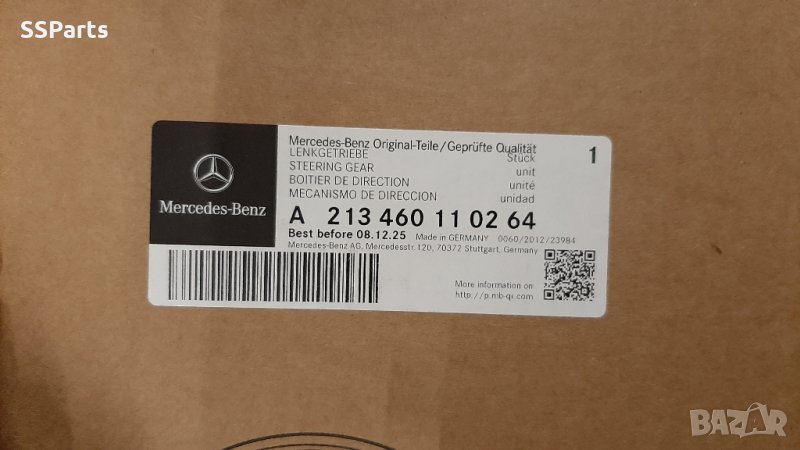 SSParts
Mercedes-Benz Original-Teile/Geprüfte Qualität
LENKGETRIEBE Stück 1
STEERING GEAR unit
BOITIER DE DIRECTION unité
MECANISMO DE DIRECCION unidad
Mercedes-Benz
A 213 460 11 02 64
Best before 08.12.25 Made in GERMANY 0060/2012/23984
Mercedes-Benz AG, Mercedesstr. 120, 70372 Stuttgart, Germany
More information on
http://p.mb-qr.com
BAZAR